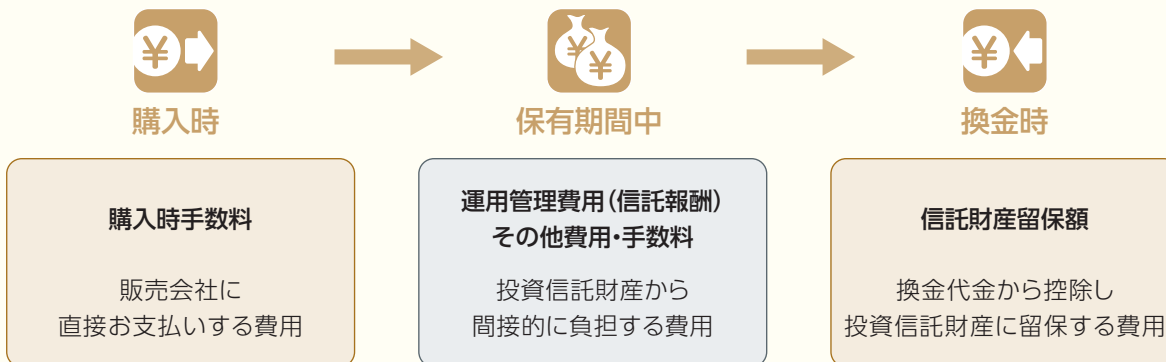 ¥
¥
¥
¥
購入時
保有期間中
換金時
購入時手数料
販売会社に
直接お支払いする費用
運用管理費用(信託報酬)
その他費用・手数料
投資信託財産から
間接的に負担する費用
信託財産留保額
換金代金から控除し
投資信託財産に留保する費用